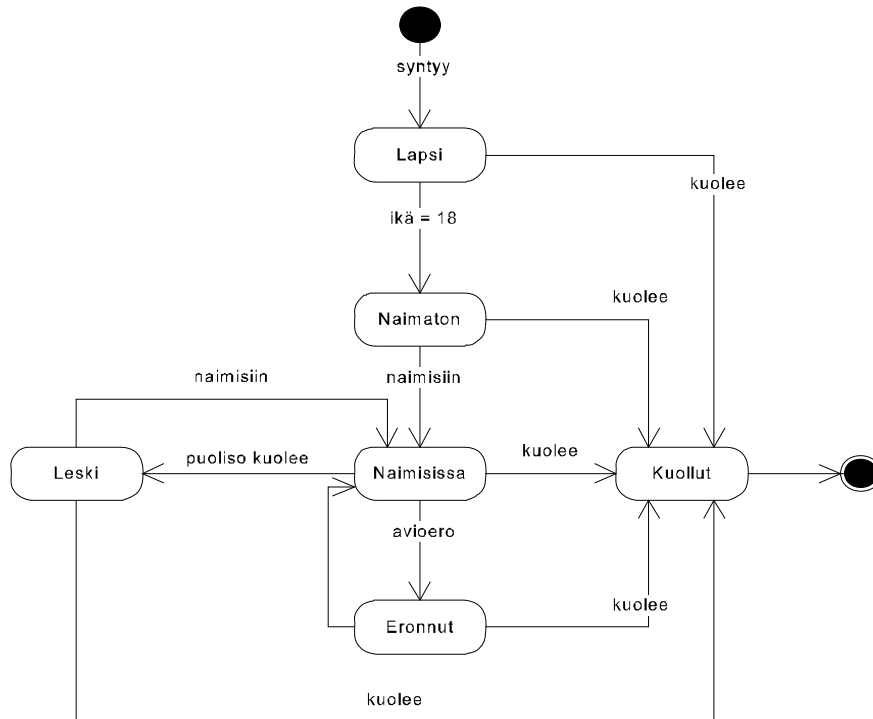 syntyy
Lapsi
kuolee
ikä = 18
kuolee
Naimaton
naimisiin
naimisiin
Leski
puoliso kuolee
Naimisissa
kuolee
Kuollut
avioero
kuolee
Eronnut
kuolee